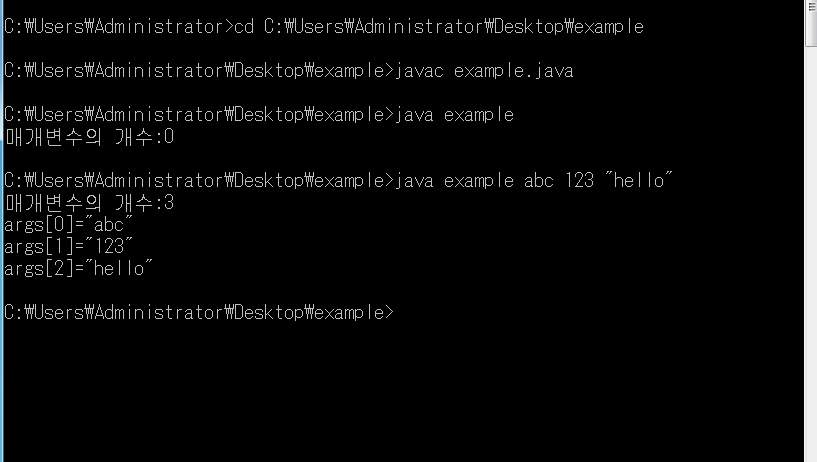 C:₩Users₩Administrator>cd C:₩Users₩Administrator₩Desktop₩example
C:₩Users₩Administrator₩Desktop₩example>javac example.java
C:₩Users₩Administrator₩Desktop₩example>java example
매개변수의 개수:0
C:₩Users₩Administrator₩Desktop₩example>java example abc 123 "hello"
매개변수의 개수:3
args[0]="abc"
args[1]="123"
args[2]="hello"
C:₩Users₩Administrator₩Desktop₩example>